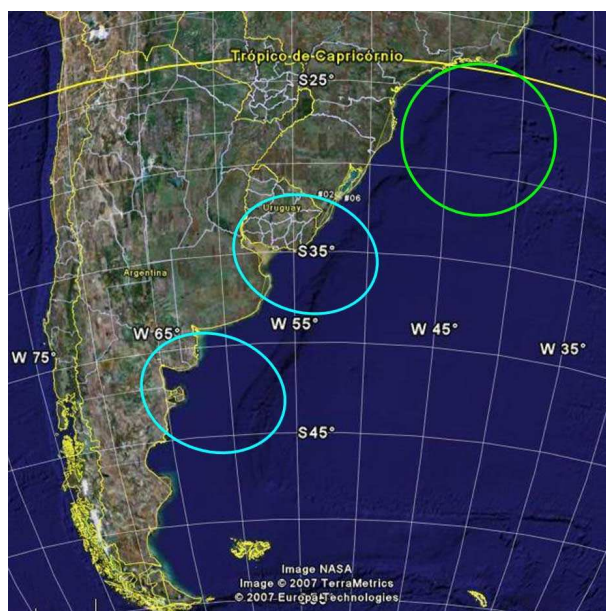 Trópico de Capricórnio
S25°
#02
#06
Uruguay
S35°
Argentina
W 55°
W 65°
W 45°
W 75°
W 35°
S45°
Image NASA
Image © 2007 TerraMetrics
© 2007 Europa Technologies